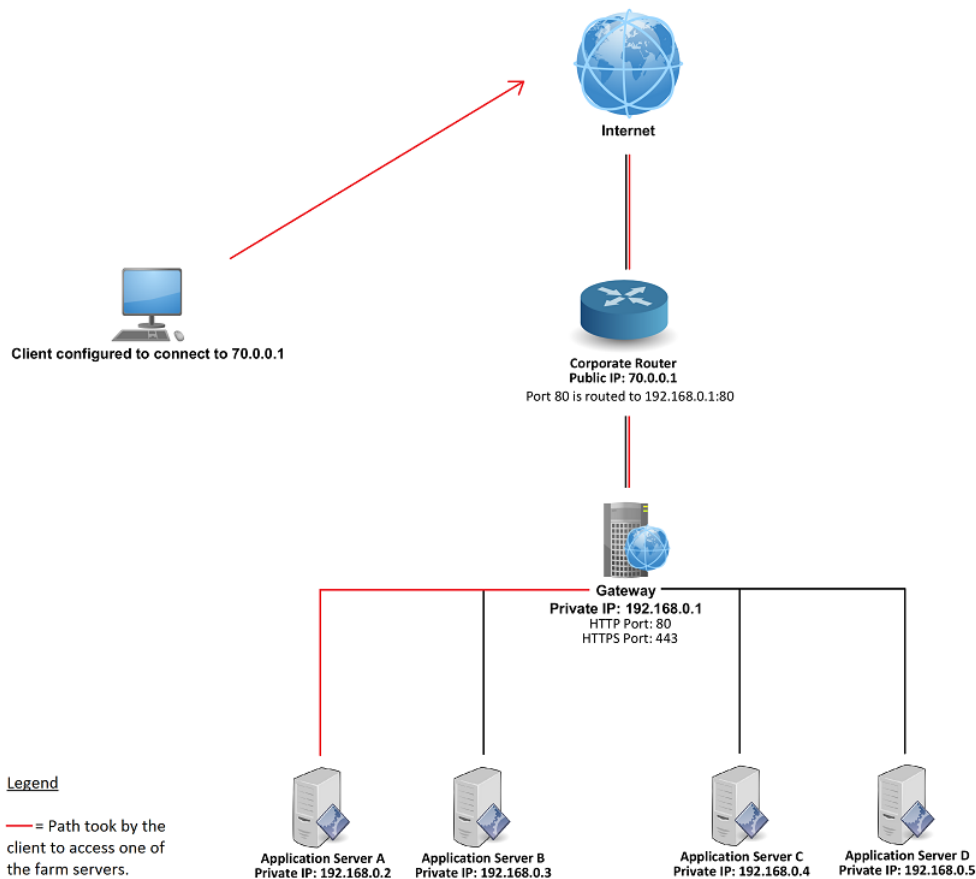 Internet
Client configured to connect to 70.0.0.1
Corporate Router
Public IP: 70.0.0.1
Port 80 is routed to 192.168.0.1:80
Gateway
Private IP: 192.168.0.1
HTTP Port: 80
HTTPS Port: 443
Legend
= Path took by the
client to access one of
the farm servers.
Application Server A
Private IP: 192.168.0.2
Application Server B
Private IP: 192.168.0.3
Application Server C
Private IP: 192.168.0.4
Application Server D
Private IP: 192.168.0.5